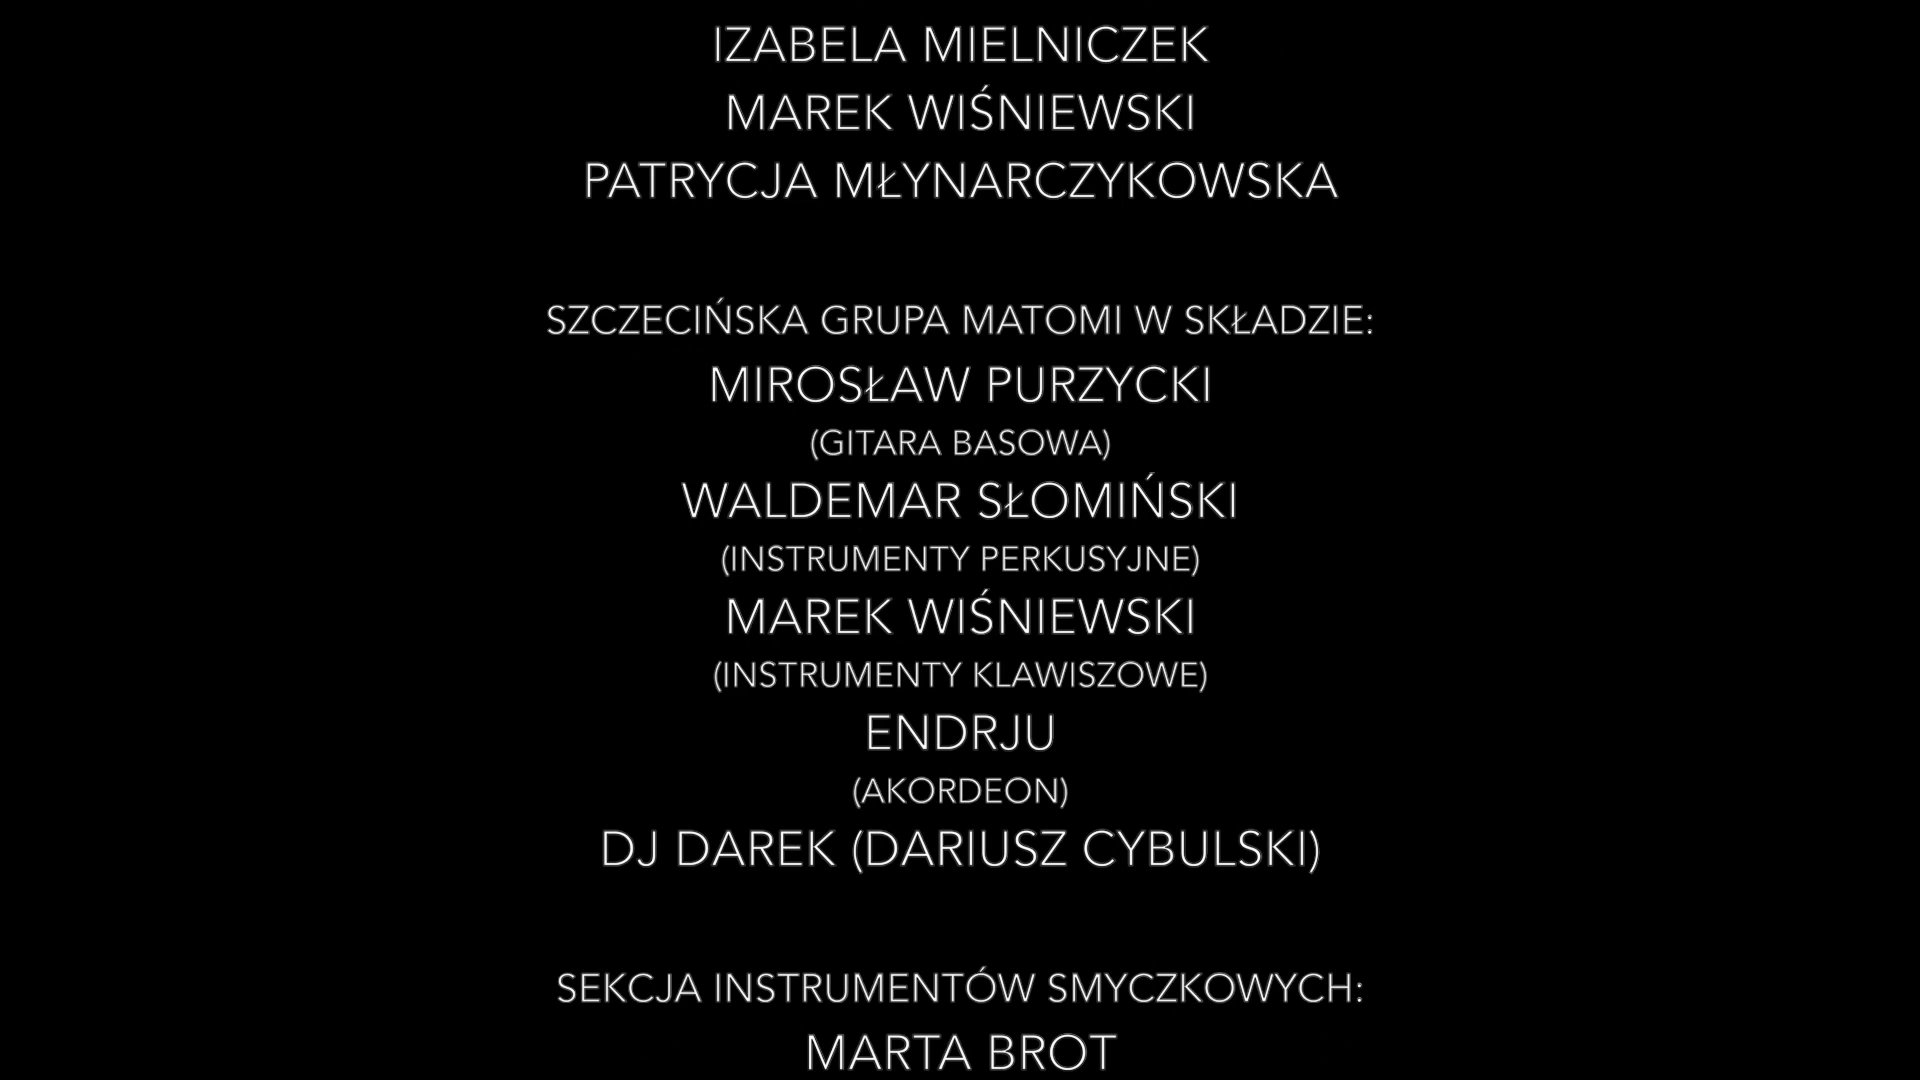 IZABELA MIELNICZEK
MAREK WIŚNIEWSKI
PATRYCJA MŁYNARCZYKOWSKA
SZCZECIŃSKA GRUPA MATOMI W SKŁADZIE:
MIROSŁAW PURZYCKI
(GITARA BASOWA)
WALDEMAR SŁOMIŃSKI
(INSTRUMENTY PERKUSYJNE)
MAREK WIŚNIEWSKI
(INSTRUMENTY KLAWISZOWE)
ENDRJU
(AKORDEON)
DJ DAREK (DARIUSZ CYBULSKI)
SEKCJA INSTRUMENTÓW SMYCZKOWYCH:
MARTA BROT